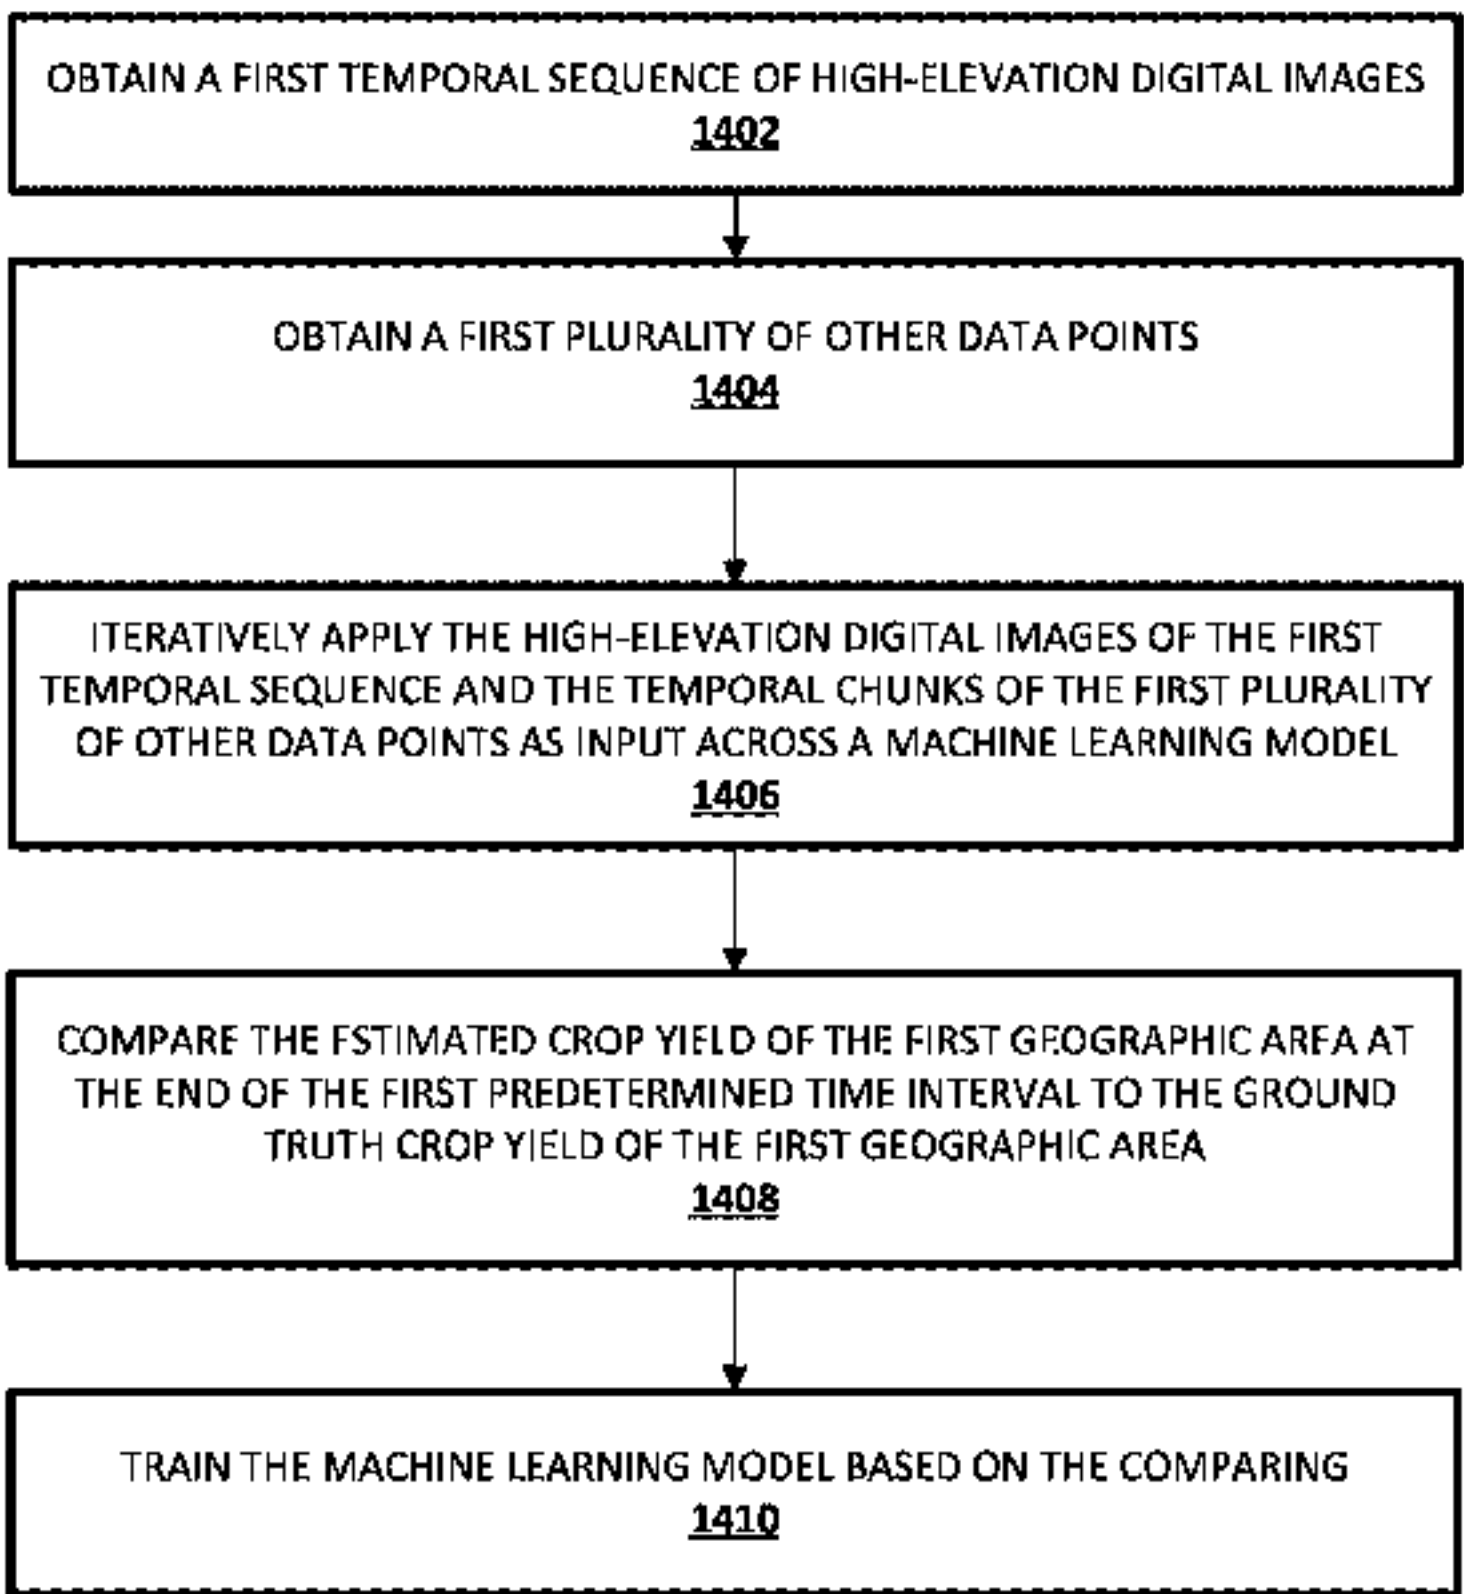 OBTAIN A FIRST TEMPORAL SEQUENCE OF HIGH-ELEVATION DIGITAL IMAGES
1402
OBTAIN A FIRST PLURALITY OF OTHER DATA POINTS
1404
ITERATIVELY APPLY THE HIGH-ELEVATION DIGITAL IMAGES OF THE FIRST
TEMPORAL SEQUENCE AND THE TEMPORAL CHUNKS OF THE FIRST PLURALITY
OF OTHER DATA POINTS AS INPUT ACROSS A MACHINE LEARNING MODEL
1406
COMPARE THE ESTIMATED CROP YIELD OF THE FIRST GEOGRAPHIC AREA AT
THE END OF THE FIRST PREDETERMINED TIME INTERVAL TO THE GROUND
TRUTH CROP YIELD OF THE FIRST GEOGRAPHIC AREA
1408
TRAIN THE MACHINE LEARNING MODEL BASED ON THE COMPARING
1410